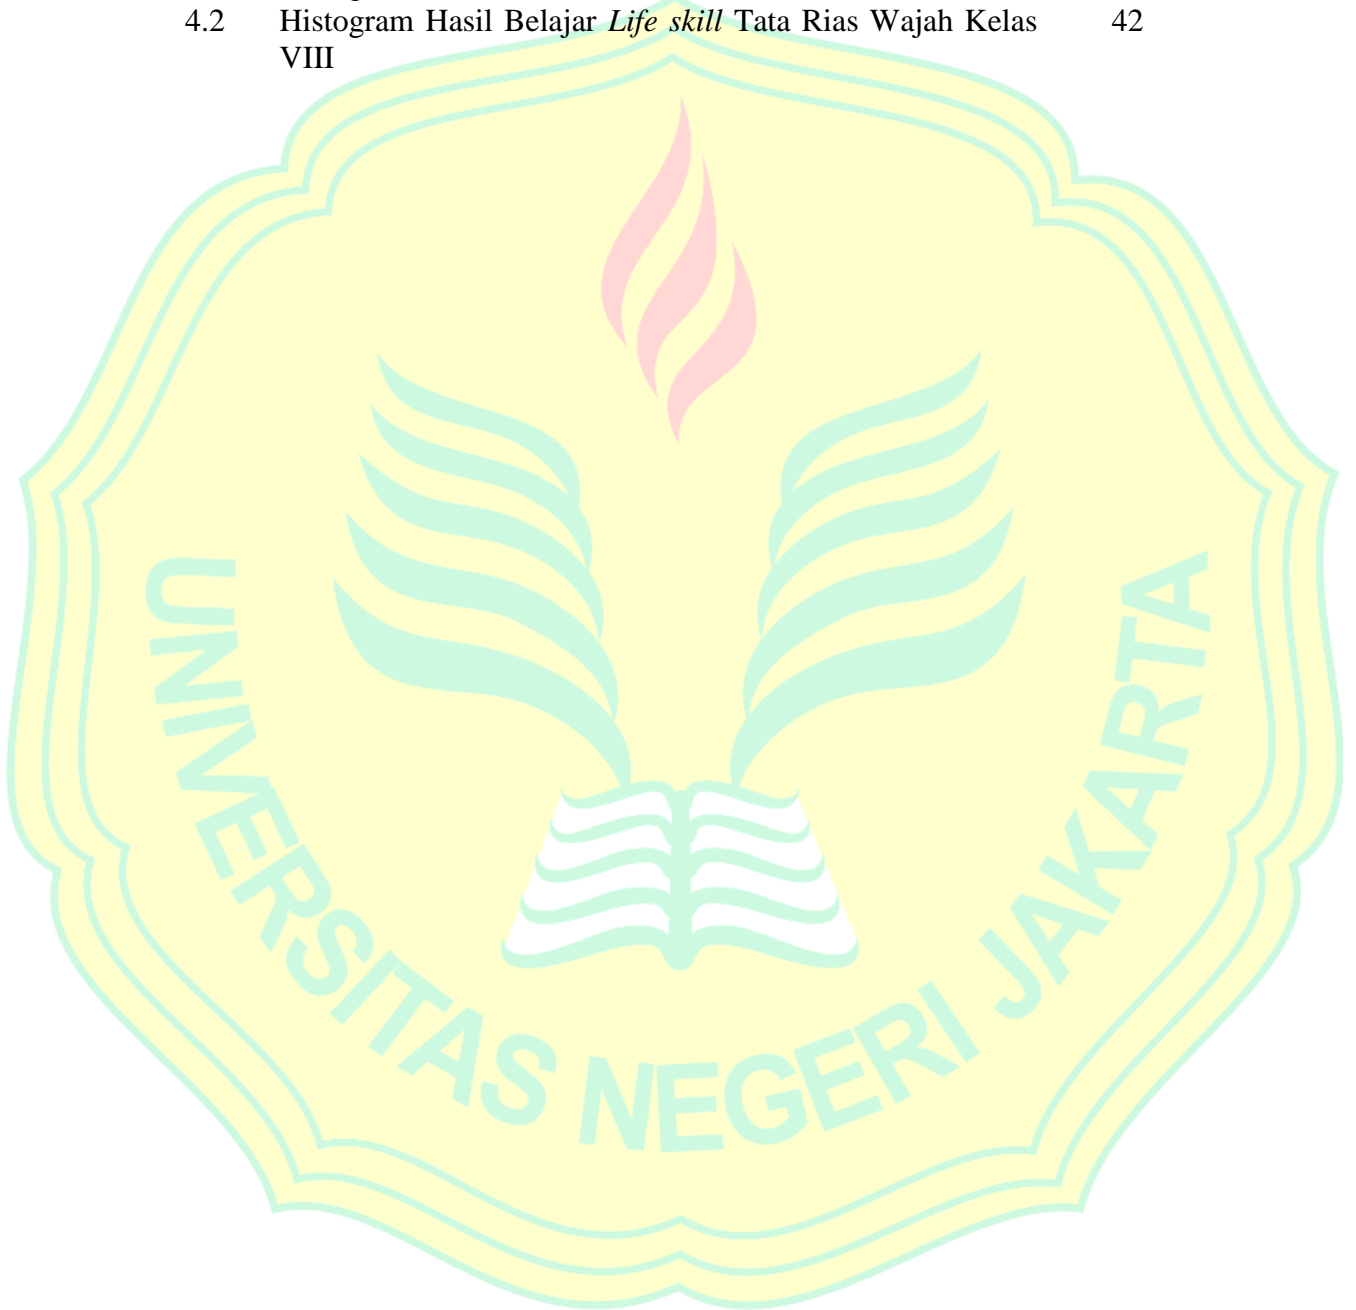 4.2 Histogram Hasil Belajar Life skill Tata Rias Wajah Kelas 42
VIII
UNIVERSITAS NEGERI JAKARTA